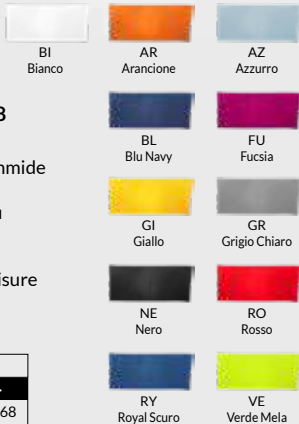 BI
Bianco
AR
Arancione
AZ
Azzurro
BL
Blu Navy
FU
Fucsia
GI
Giallo
GR
Grigio Chiaro
NE
Nero
RO
Rosso
RY
Royal Scuro
VE
Verde Mela
68